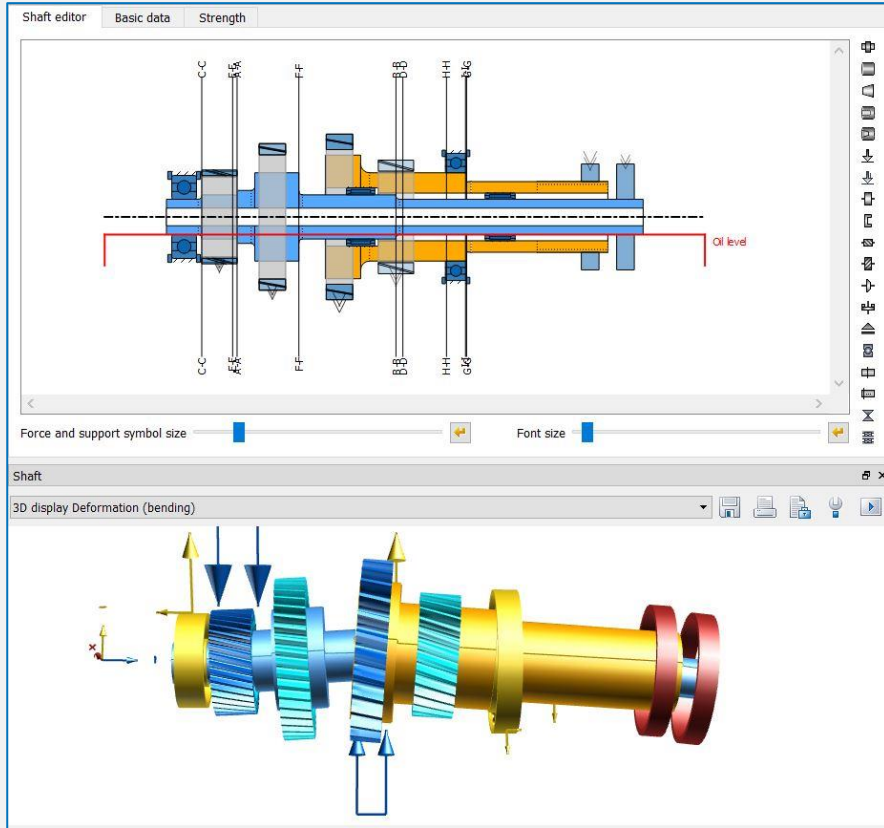 Shaft editor Basic data Strength
C-C A-A F-F B-B D-D H-H G-G
Oil level
C-C A-A F-F B-B D-D H-H G-G
Force and support symbol size Font size
Shaft
3D display Deformation (bending)
x